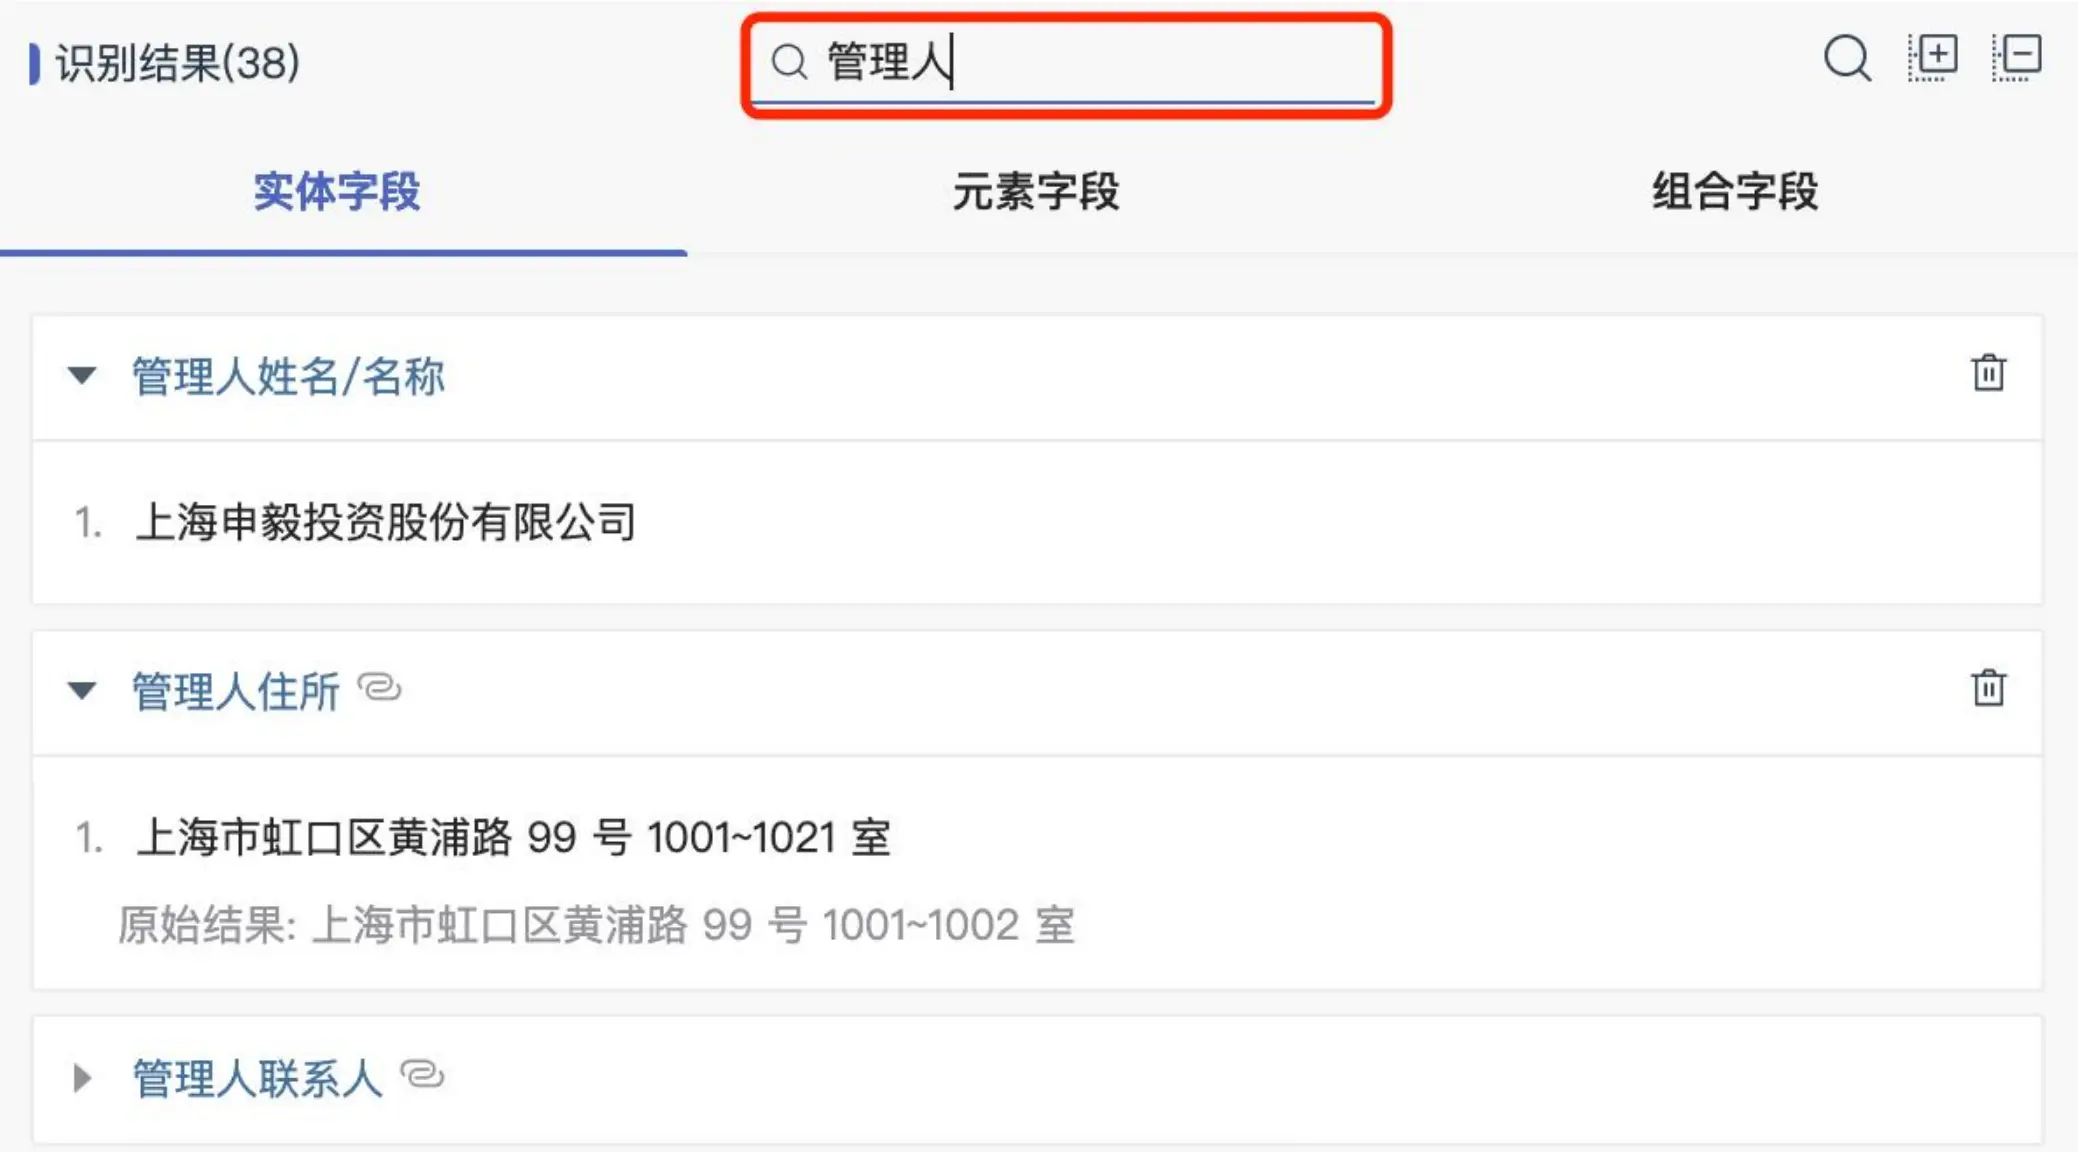 识别结果(38)
管理人
实体字段 元素字段 组合字段
管理人姓名/名称
1. 上海申毅投资股份有限公司
管理人住所
1. 上海市虹口区黄浦路 99 号 1001~1021 室
原始结果: 上海市虹口区黄浦路 99 号 1001~1002 室
管理人联系人